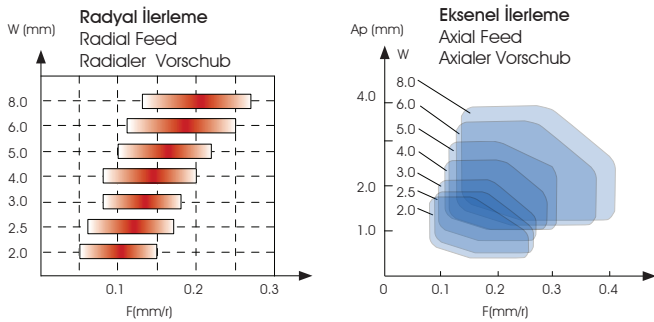 Radyal İlerleme
Radial Feed
Radialer Vorschub
W (mm)
8.0
6.0
5.0
4.0
3.0
2.5
2.0
0.1 0.2 0.3
F(mm/r)
Eksenel İlerleme
Axial Feed
Axialer Vorschub
Ap (mm)
W
8.0
6.0
5.0
4.0
3.0
2.5
2.0
4.0
2.0
1.0
0 0.1 0.2 0.3 0.4
F(mm/r)